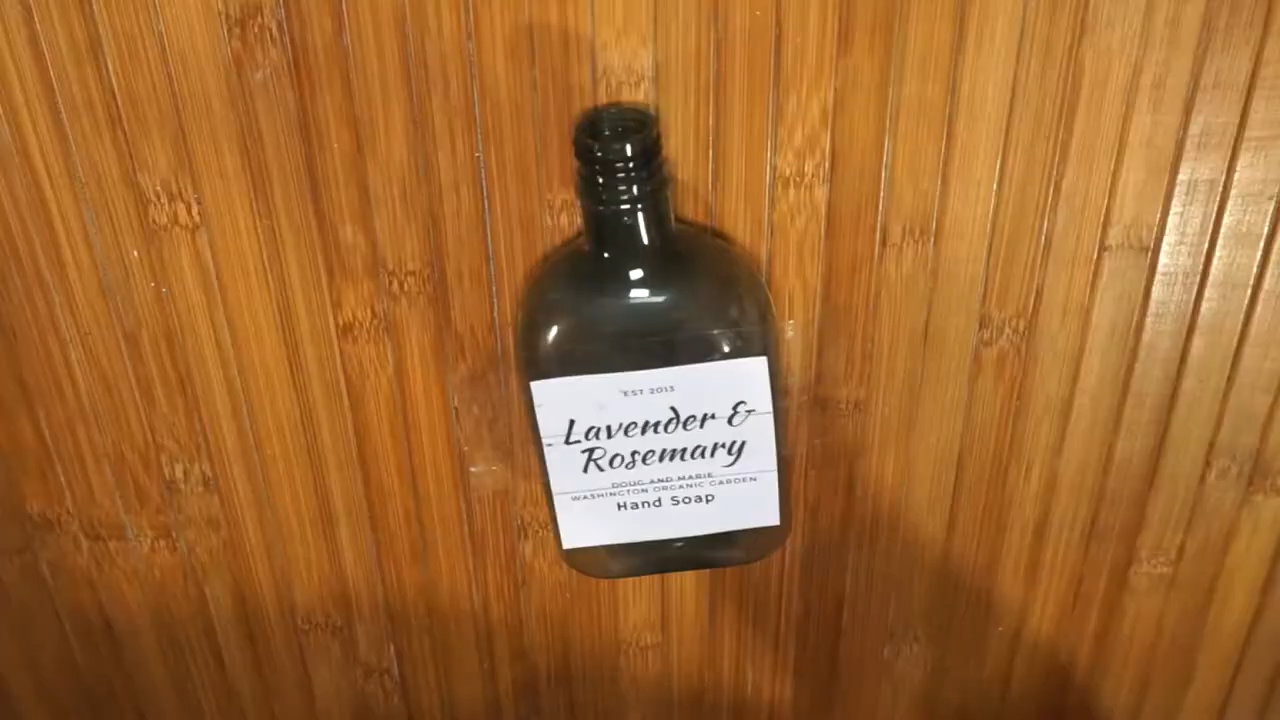 EST 2013
Lavender &
Rosemary
DOUG AND MARIE
WASHINGTON ORGANIC GARDEN
Hand Soap